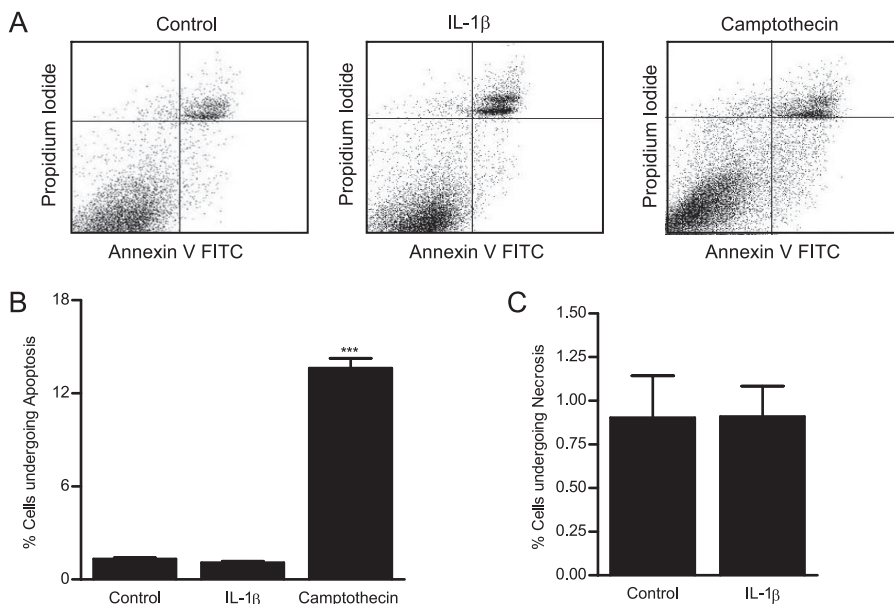 A
Control
IL-1β
Camptothecin
Propidium Iodide
Propidium Iodide
Propidium Iodide
Annexin V FITC
Annexin V FITC
Annexin V FITC
B
% Cells undergoing Apoptosis
18
12
6
0
***
Control
IL-1β
Camptothecin
C
% Cells undergoing Necrosis
1.50
1.25
1.00
0.75
0.50
0.25
0.00
Control
IL-1β